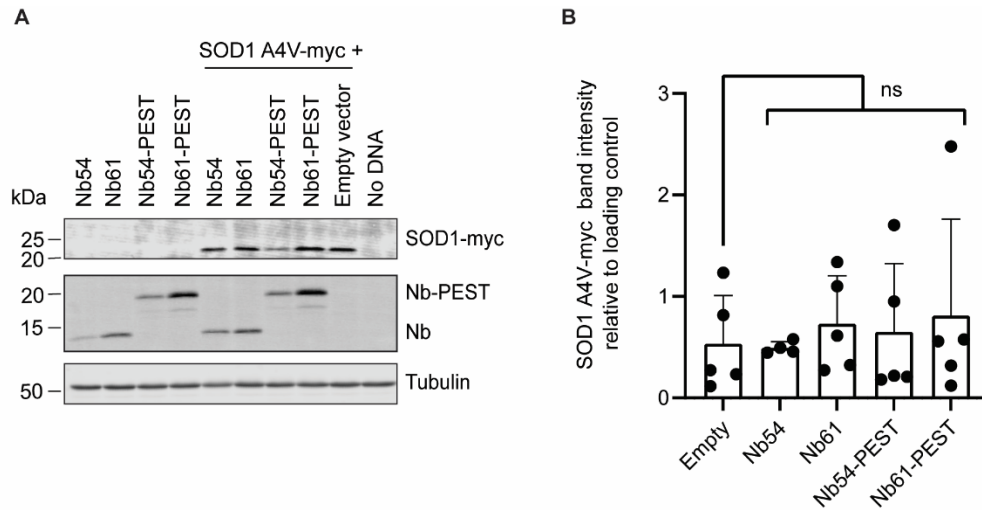 A
SOD1 A4V-myc +
Nb54
Nb61
Nb54-PEST
Nb61-PEST
Nb54
Nb61
Nb54-PEST
Nb61-PEST
Empty vector
No DNA
kDa
25
20
SOD1-myc
20
15
Nb-PEST
Nb
50
Tubulin
B
SOD1 A4V-myc band intensity
relative to loading control
3
2
1
0
ns
Empty
Nb54
Nb61
Nb54-PEST
Nb61-PEST